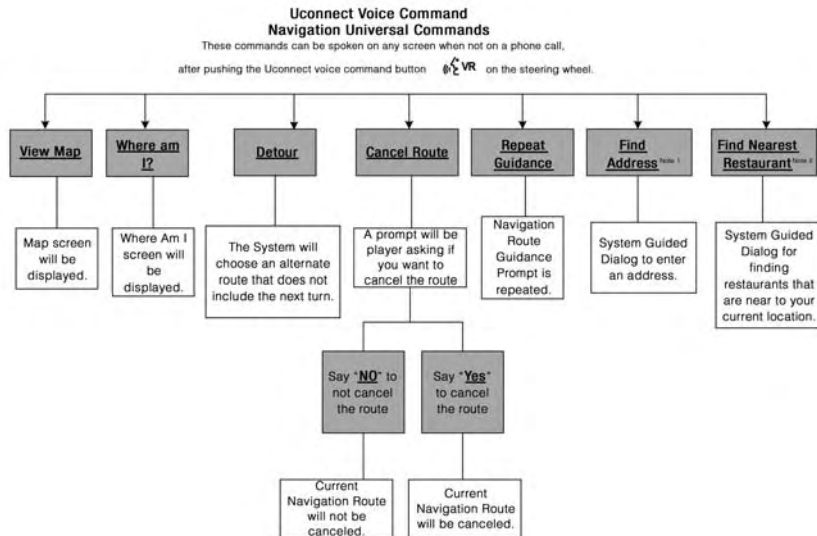 Uconnect Voice Command
Navigation Universal Commands
These commands can be spoken on any screen when not on a phone call,
after pushing the Uconnect voice command button VR on the steering wheel.
View Map
Where am
I?
Detour
Cancel Route
Repeat
Guidance
Find
Address Note 1
Find Nearest
Restaurant Note
Map screen
will be
displayed.
Where Am I
screen will
be
displayed.
The System will
choose an alternate
route that does not
include the next turn.
A prompt will be
player asking if
you want to
cancel the route
Navigation
Route
Guidance
Prompt is
repeated.
System Guided
Dialog to enter
an address.
System Guided
Dialog for
finding
restaurants that
are near to your
current location.
Say "NO" to
not cancel
the route
Say "Yes"
to cancel
the route
Current
Navigation Route
will not be
canceled.
Current
Navigation Route
will be canceled.